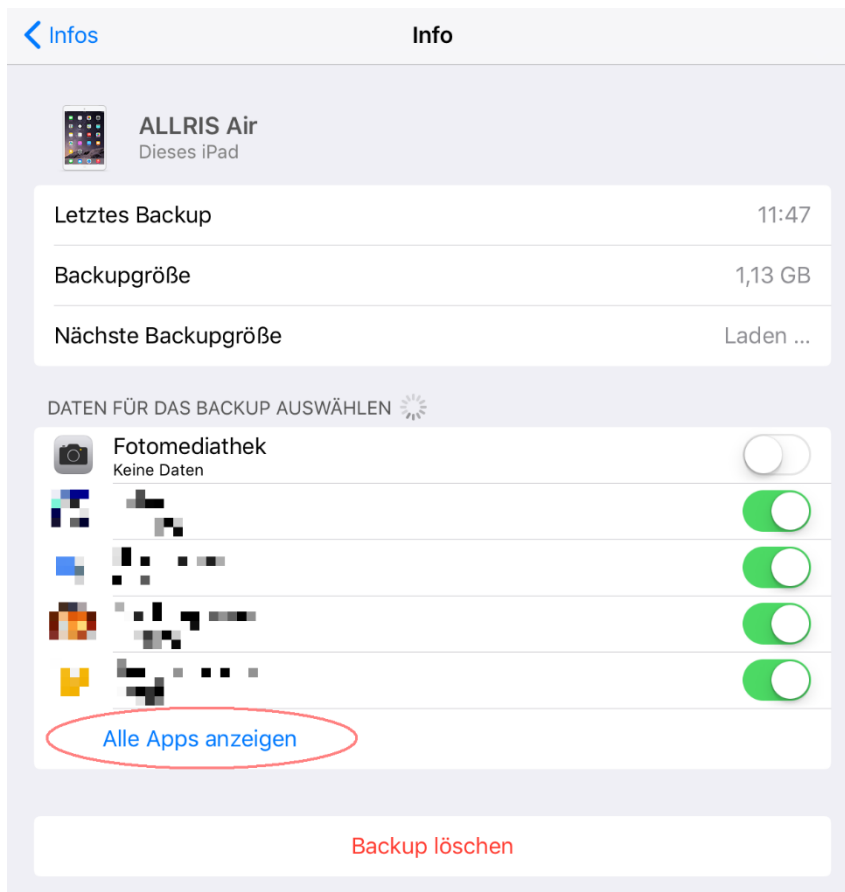 Infos
Info
ALLRIS Air
Dieses iPad
Letztes Backup 11:47
Backupgröße 1,13 GB
Nächste Backupgröße Laden ...
DATEN FÜR DAS BACKUP AUSWÄHLEN
Fotomediathek
Keine Daten
Alle Apps anzeigen
Backup löschen